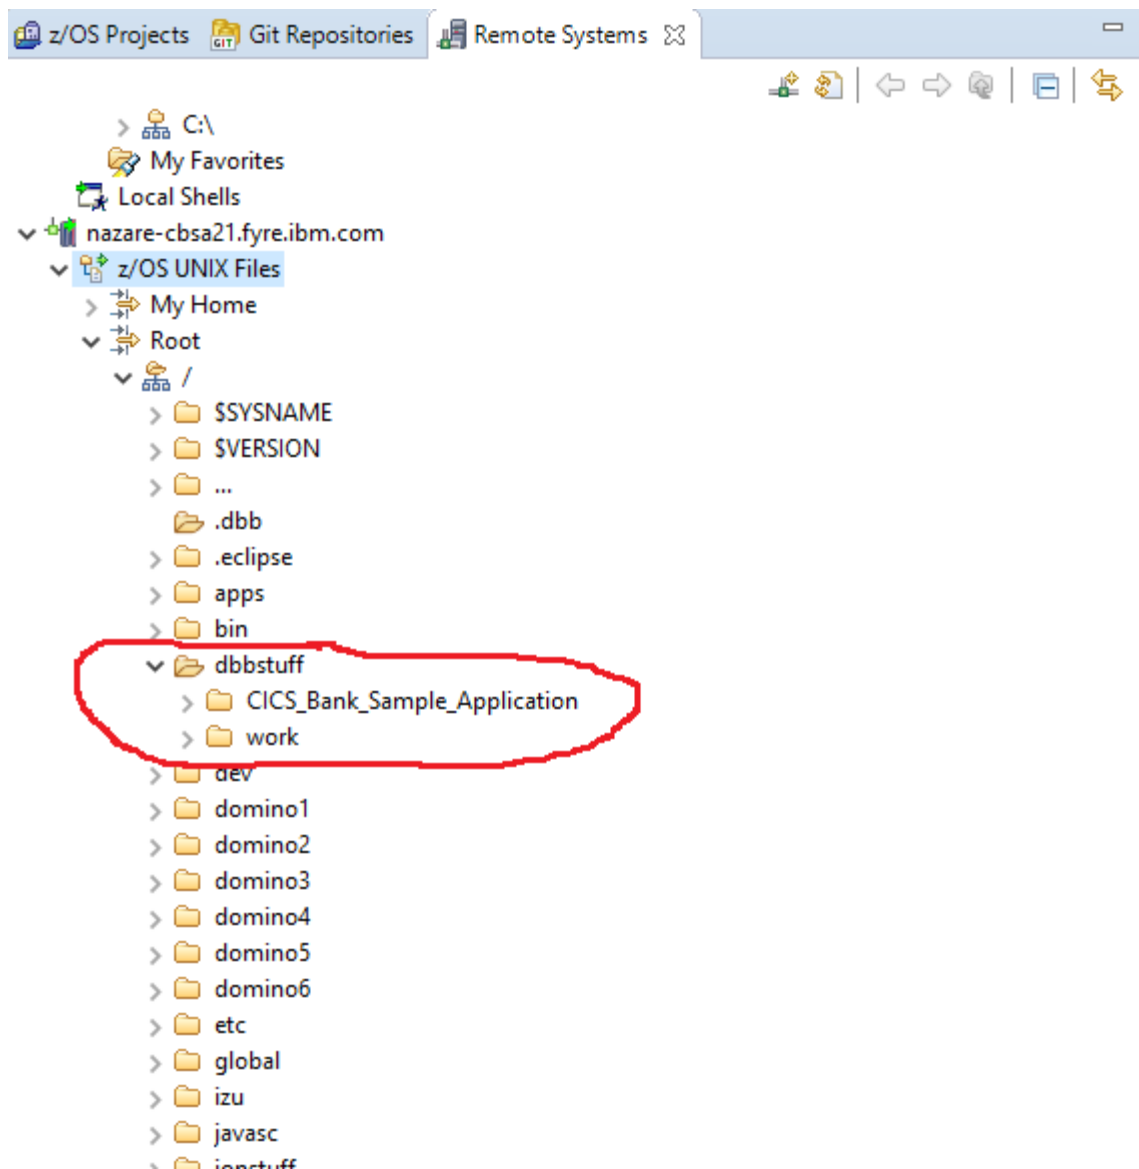 z/OS Projects GIT Git Repositories Remote Systems
C:\
My Favorites
Local Shells
nazare-cbsa21.fyre.ibm.com
z/OS UNIX Files
My Home
Root
/
$SYSNAME
$VERSION
...
.dbb
.eclipse
apps
bin
dbbstuff
CICS_Bank_Sample_Application
work
dev
domino1
domino2
domino3
domino4
domino5
domino6
etc
global
izu
javasc